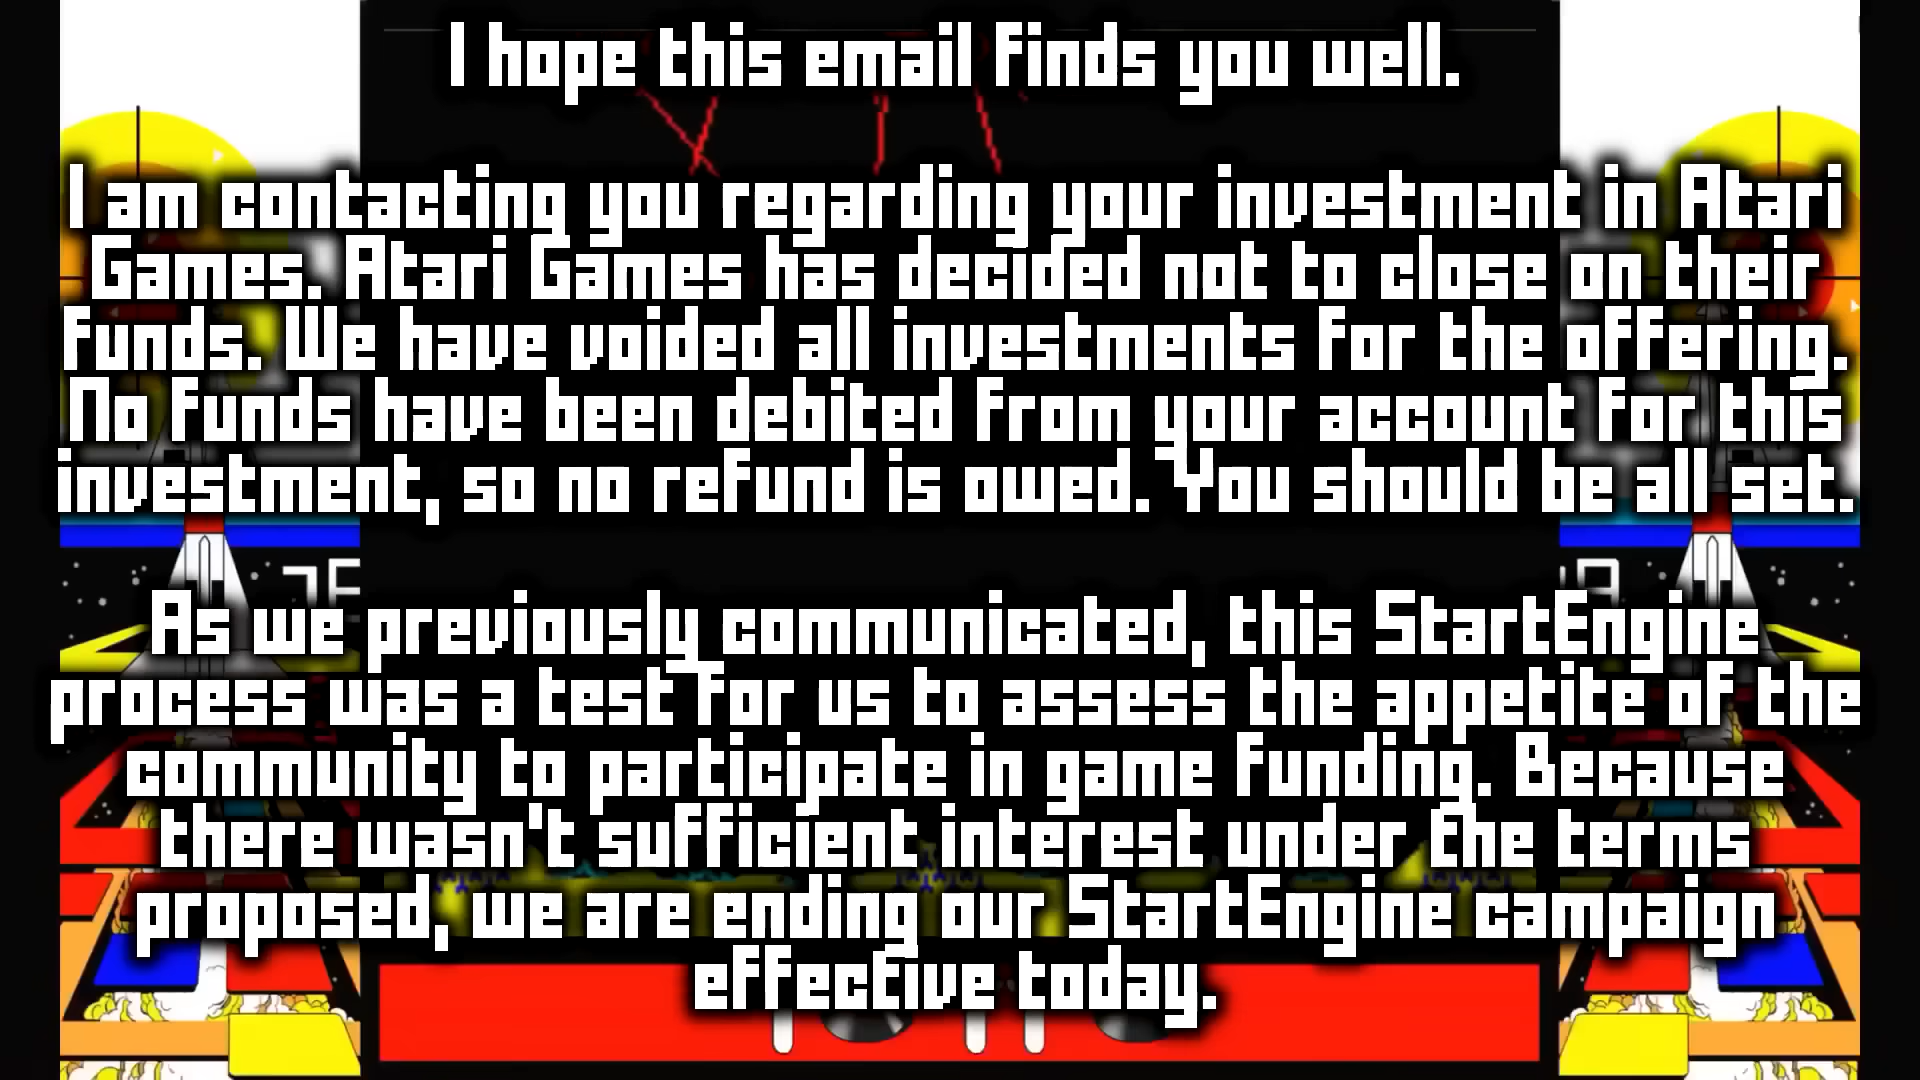 I hope this email finds you well.
I am contacting you regarding your investment in Atari
Games. Atari Games has decided not to close on their
funds. We have voided all investments for the offering.
No funds have been debited from your account for this
investment, so no refund is owed. You should be all set.
As we previously communicated, this StartEngine
process was a test for us to assess the appetite of the
community to participate in game funding. Because
there wasn't sufficient interest under the terms
proposed, we are ending our StartEngine campaign
effective today.